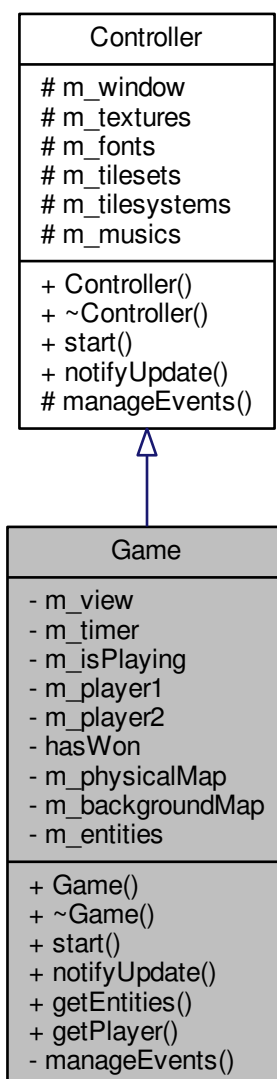 Controller
# m_window
# m_textures
# m_fonts
# m_tilesets
# m_tilesystems
# m_musics
+ Controller()
+ ~Controller()
+ start()
+ notifyUpdate()
# manageEvents()
Game
- m_view
- m_timer
- m_isPlaying
- m_player1
- m_player2
- hasWon
- m_physicalMap
- m_backgroundMap
- m_entities
+ Game()
+ ~Game()
+ start()
+ notifyUpdate()
+ getEntities()
+ getPlayer()
- manageEvents()